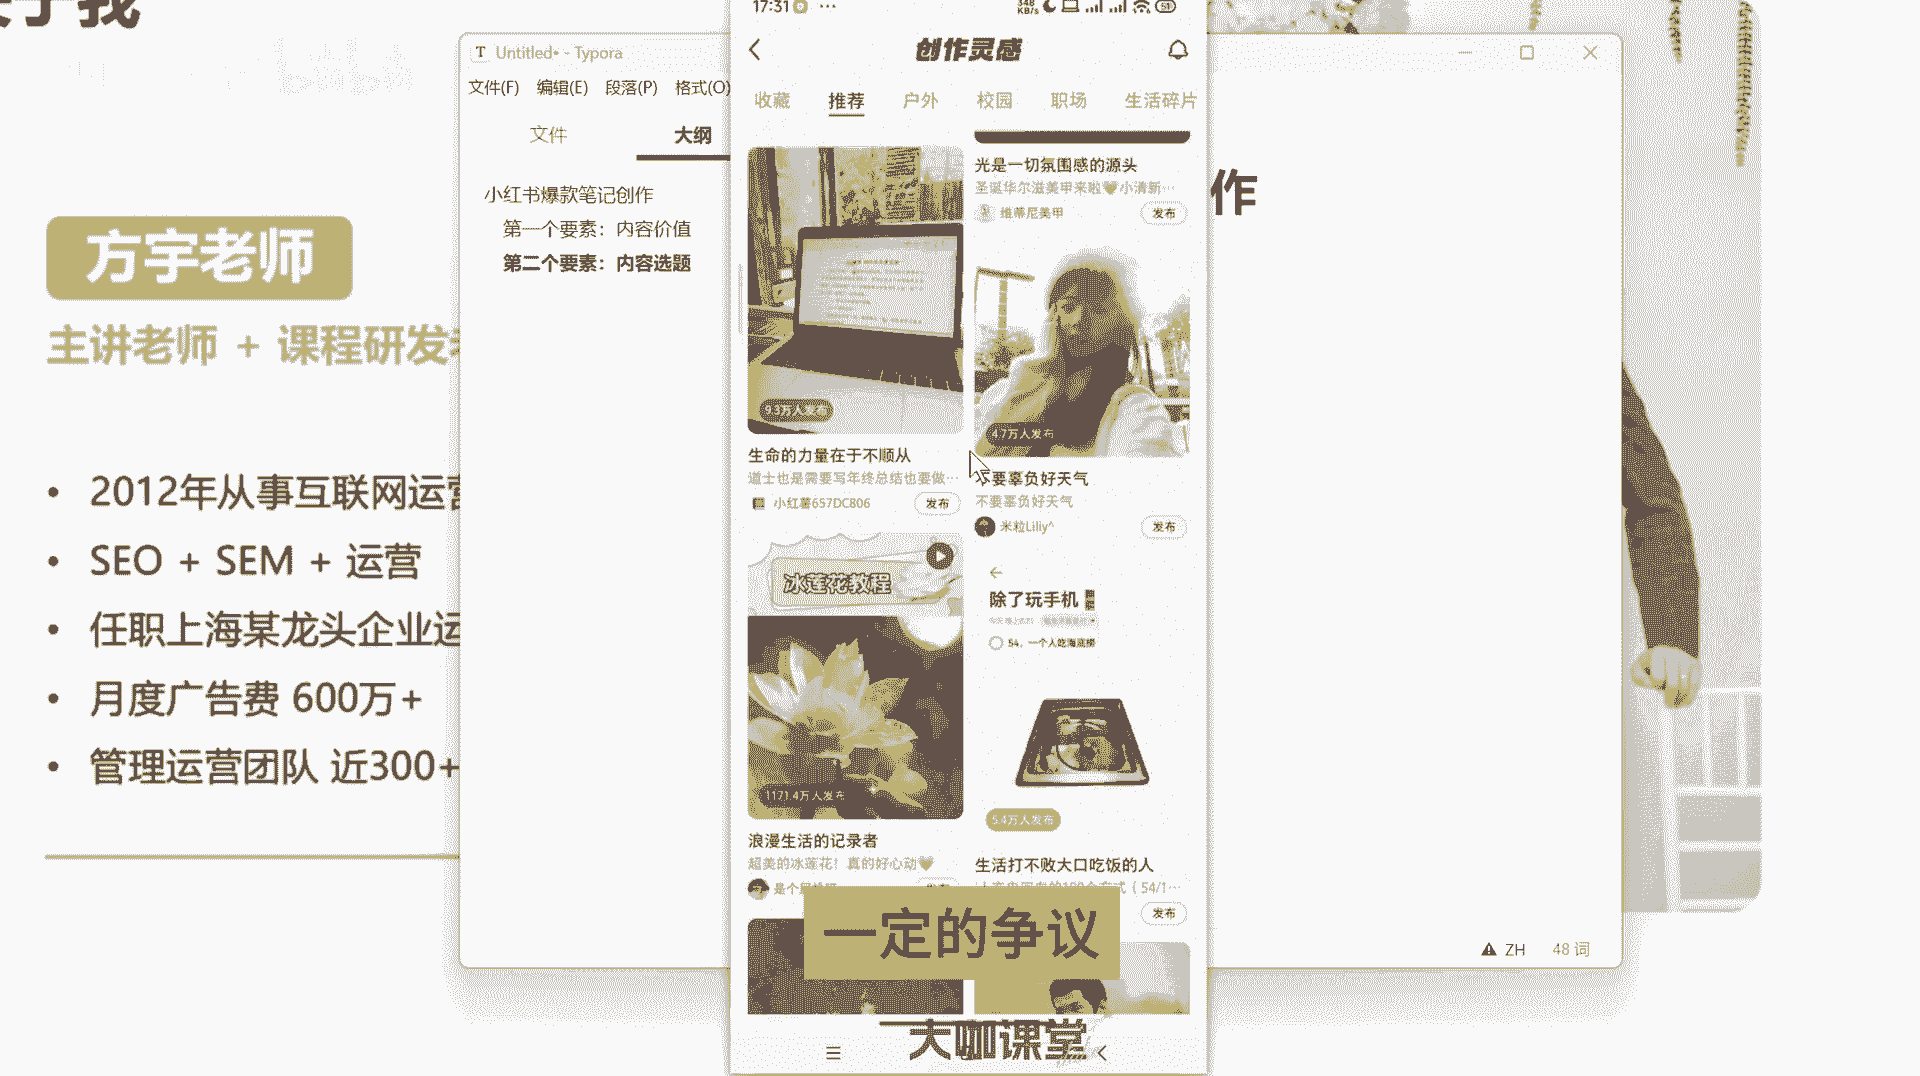 于我
方宇老师
主讲老师 + 课程研发
• 2012年从事互联网运营
• SEO + SEM + 运营
• 任职上海某龙头企业运
• 月度广告费 600万+
• 管理运营团队 近300+
Untitled• - Typora
文件(F) 编辑(E) 段落(P) 格式(O)
文件 大纲
小红书爆款笔记创作
第一个要素：内容价值
第二个要素：内容选题
作
17:31 ···
348 KB/s 51
创作灵感
收藏 推荐 户外 校园 职场 生活碎片
9.3万人发布
生命的力量在于不顺从
道士也是需要写年终总结也要做···
小红薯657DC806 发布
冰莲花教程
1171.4万人发布
浪漫生活的记录者
超美的冰莲花！真的好心动
光是一切氛围感的源头
圣诞华尔滋美甲来啦 小清新···
维蒂尼美甲 发布
4.7万人发布
不要辜负好天气
不要辜负好天气
米粒Liliy^ 发布
除了玩手机
54，一个人吃海底捞
5.4万人发布
生活打不败大口吃饭的人
发布
一定的争议
大咖课堂
ZH 48 词